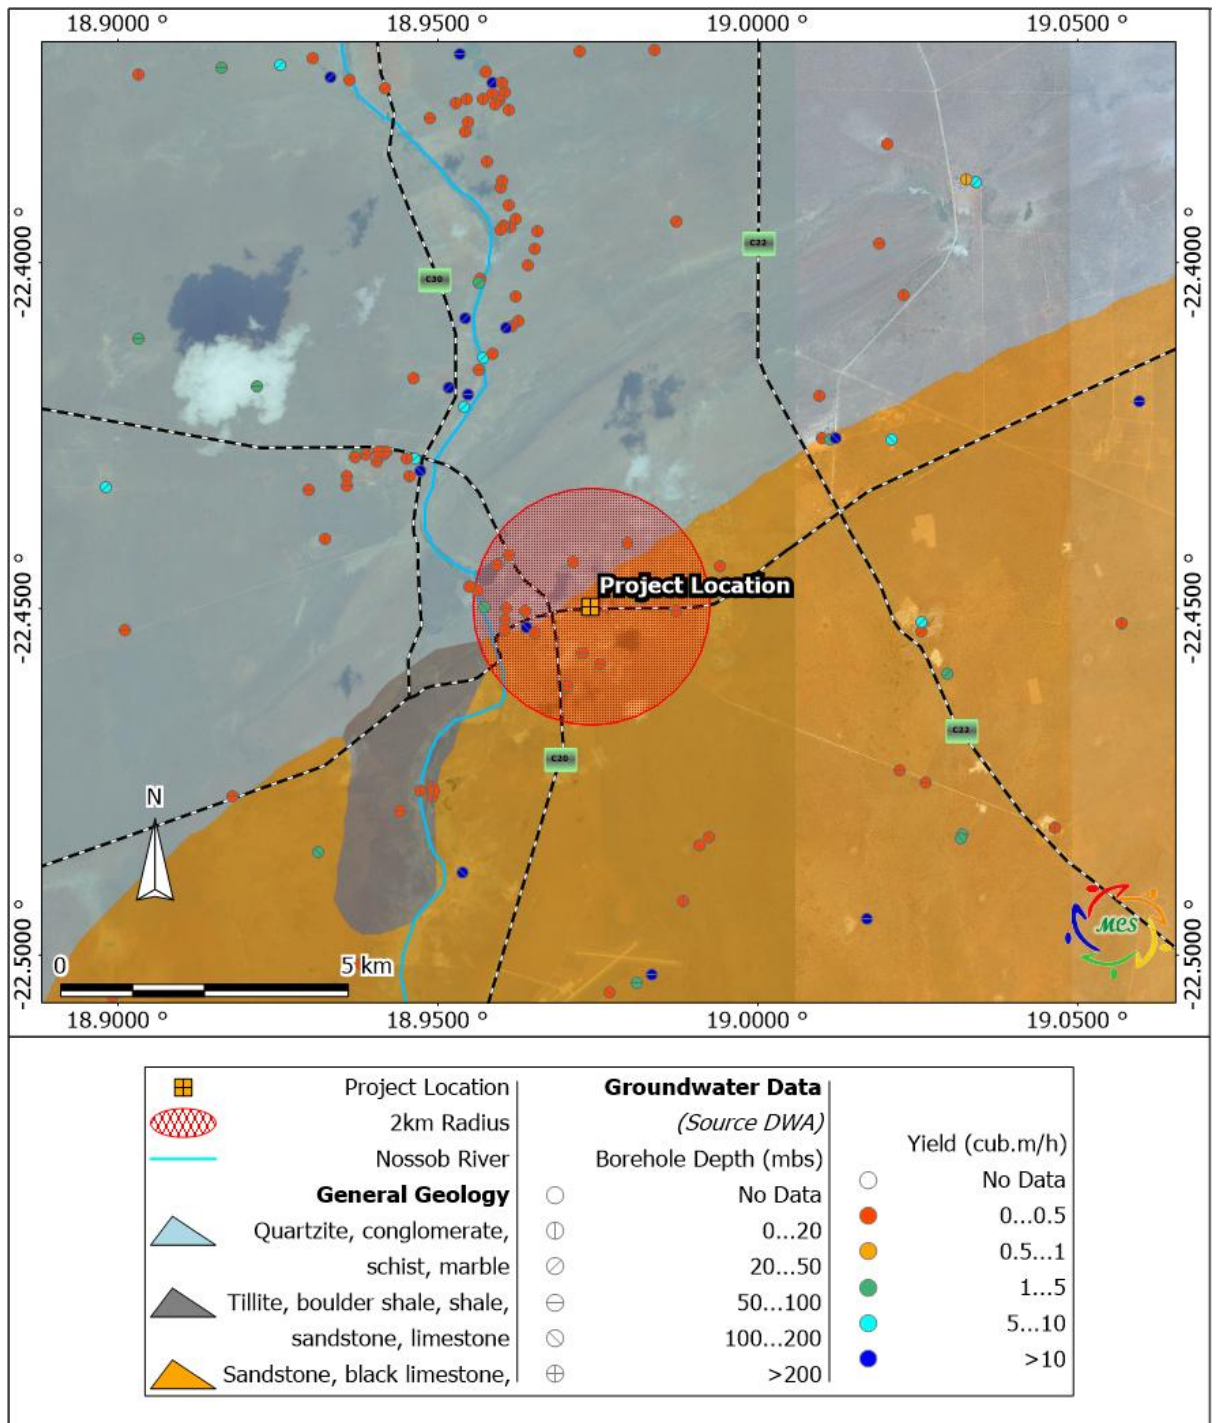 18.9000 ° 18.9500 ° 19.0000 ° 19.0500 °
-22.4000 ° -22.4000 °
C22
C30
-22.4500 ° -22.4500 °
Project Location
C22
C20
N
MCS
-22.5000 ° -22.5000 °
0 5 km
18.9000 ° 18.9500 ° 19.0000 ° 19.0500 °
Project Location
2km Radius
Nossob River
General Geology
Quartzite, conglomerate,
schist, marble
Tillite, boulder shale, shale,
sandstone, limestone
Sandstone, black limestone,
Groundwater Data
(Source DWA)
Borehole Depth (mbs)
No Data
0...20
20...50
50...100
100...200
>200
Yield (cub.m/h)
No Data
0...0.5
0.5...1
1...5
5...10
>10